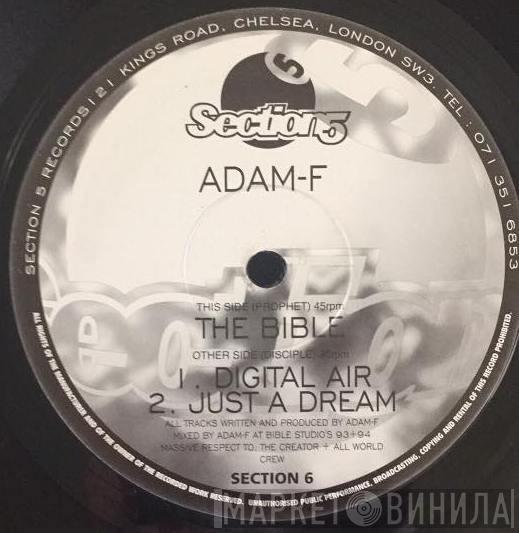 SECTION 5 RECORDS 121 KINGS ROAD, CHELSEA, LONDON SW3. TEL: 071 351 6853
5
Section5
ADAM-F
THIS SIDE (PROPHET) 45rpm
THE BIBLE
OTHER SIDE (DISCIPLE) 45rpm
1. DIGITAL AIR
2. JUST A DREAM
ALL TRACKS WRITTEN AND PRODUCED BY ADAM-F
MIXED BY ADAM-F AT BIBLE STUDIO'S 93+94
MASSIVE RESPECT TO: THE CREATOR + ALL WORLD
CREW
SECTION 6
ALL RIGHTS OF THE MANUFACTURER AND OF THE OWNER OF THE RECORDED WORK RESERVED. UNAUTHORISED PUBLIC PERFORMANCE, BROADCASTING, COPYING AND RENTAL OF THIS RECORD PROHIBITED.
МАРКЕТ ВИНИЛА